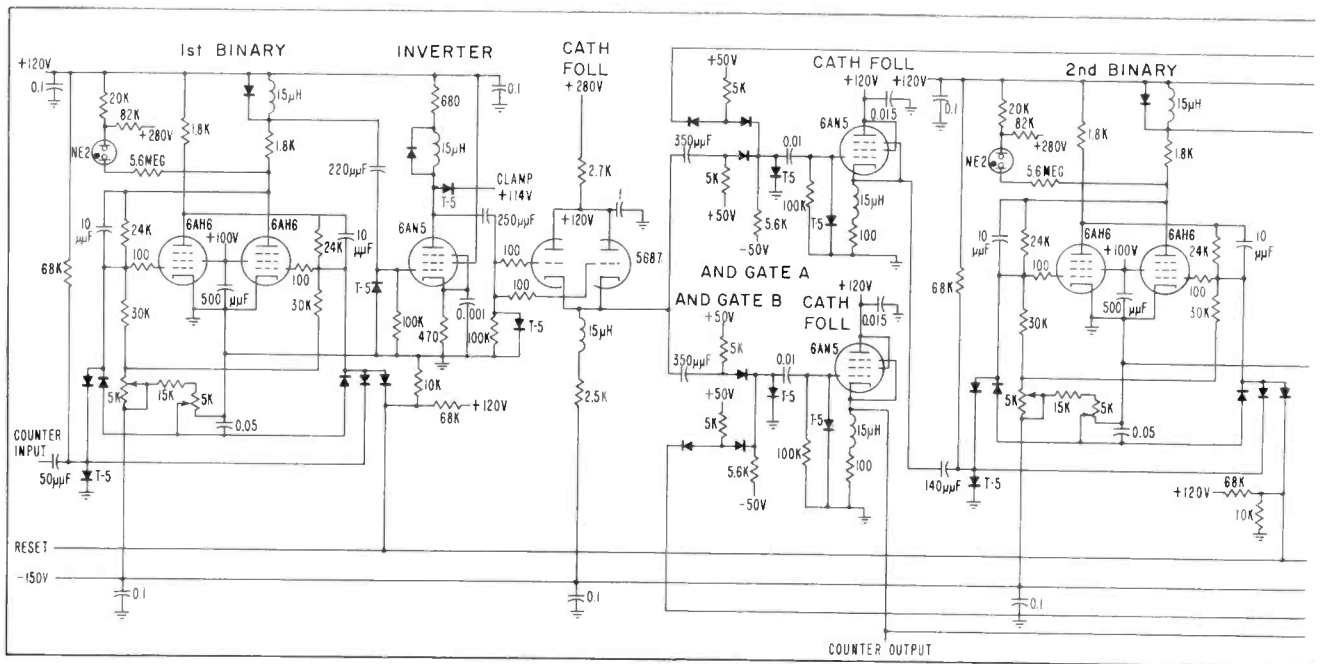 1st BINARY
INVERTER
CATH
FOLL
+280V
+120V
0.1
20K
82K
+280V
NE2
5.6MEG
1.8K
15μH
1.8K
220μμF
680
15μH
0.1
T-5
CLAMP
+114V
250μμF
2.7K
+120V
1
5687
10
μμF
24K
6AH6
+100V
6AH6
24K
10
μμF
100
100
500
μμF
68K
30K
30K
T-5
6AN5
100K
470
0.001
100K
100
100
T-5
15μH
2.5K
5K
15K
5K
0.05
10K
68K
+120V
COUNTER
INPUT
50μμF
T-5
RESET
-150V
0.1
0.1
+50V
5K
350μμF
5K
+50V
0.01
T-5
5.6K
-50V
100K
T-5
CATH FOLL
+120V
0.015
6AN5
15μH
100
AND GATE A
AND GATE B
+50V
5K
350μμF
+50V
5K
0.01
T-5
5.6K
-50V
100K
T-5
CATH
FOLL
+120V
0.015
6AN5
15μH
100
COUNTER OUTPUT
2nd BINARY
+120V
0.1
20K
82K
+280V
NE2
5.6MEG
1.8K
15μH
1.8K
10
μμF
24K
6AH6
+100V
6AH6
24K
10
μμF
100
100
500
μμF
68K
30K
30K
5K
15K
5K
0.05
140μμF
T-5
+120V
68K
10K
0.1